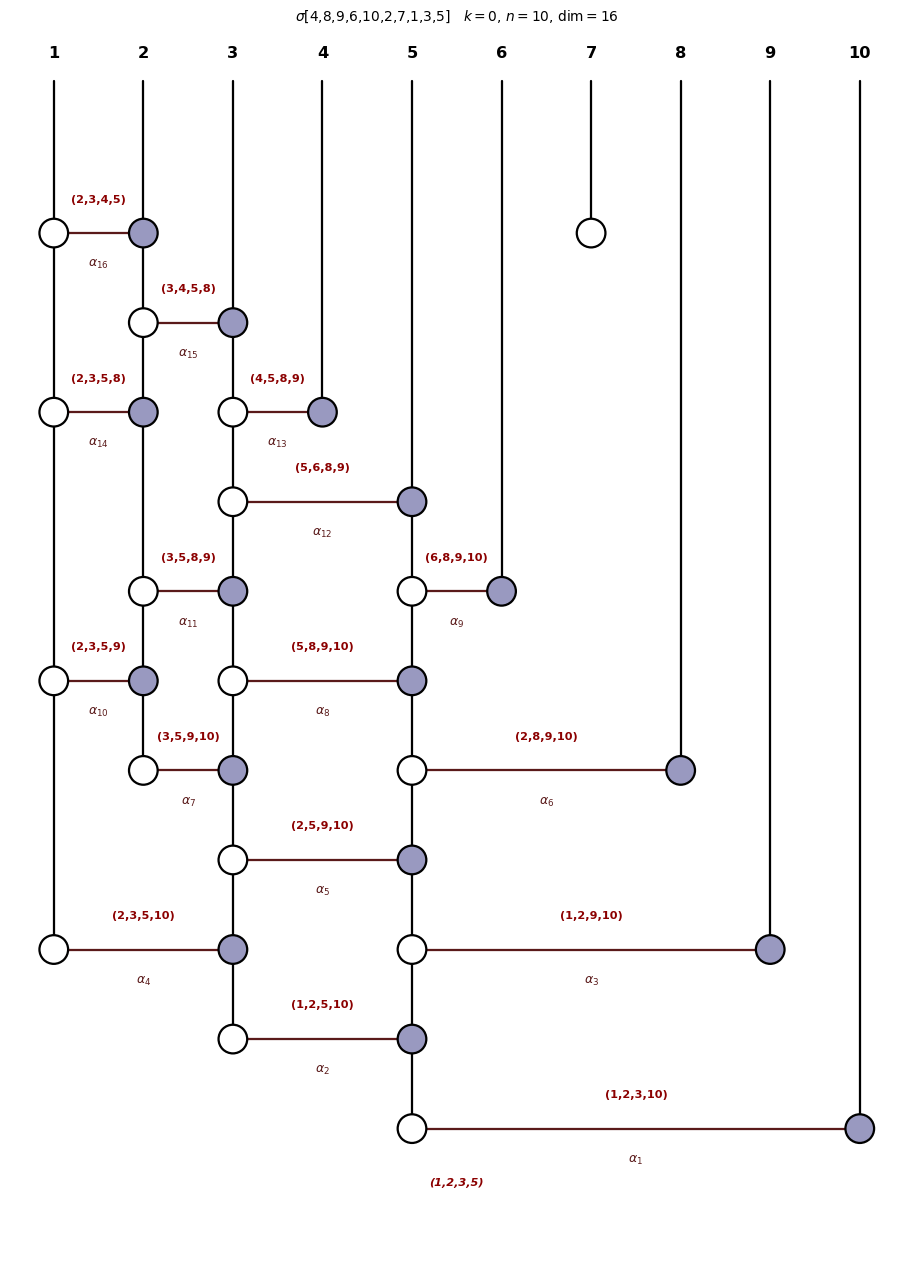 σ[4,8,9,6,10,2,7,1,3,5]   k=0, n=10, dim=16
1 2 3 4 5 6 7 8 9 10
(2,3,4,5)
α₁₆
(3,4,5,8)
α₁₅
(2,3,5,8) (4,5,8,9)
α₁₄ α₁₃
(5,6,8,9)
α₁₂
(3,5,8,9) (6,8,9,10)
α₁₁ α₉
(2,3,5,9) (5,8,9,10)
α₁₀ α₈
(3,5,9,10) (2,8,9,10)
α₇ α₆
(2,5,9,10)
α₅
(2,3,5,10) (1,2,9,10)
α₄ α₃
(1,2,5,10)
α₂
(1,2,3,10)
α₁
(1,2,3,5)